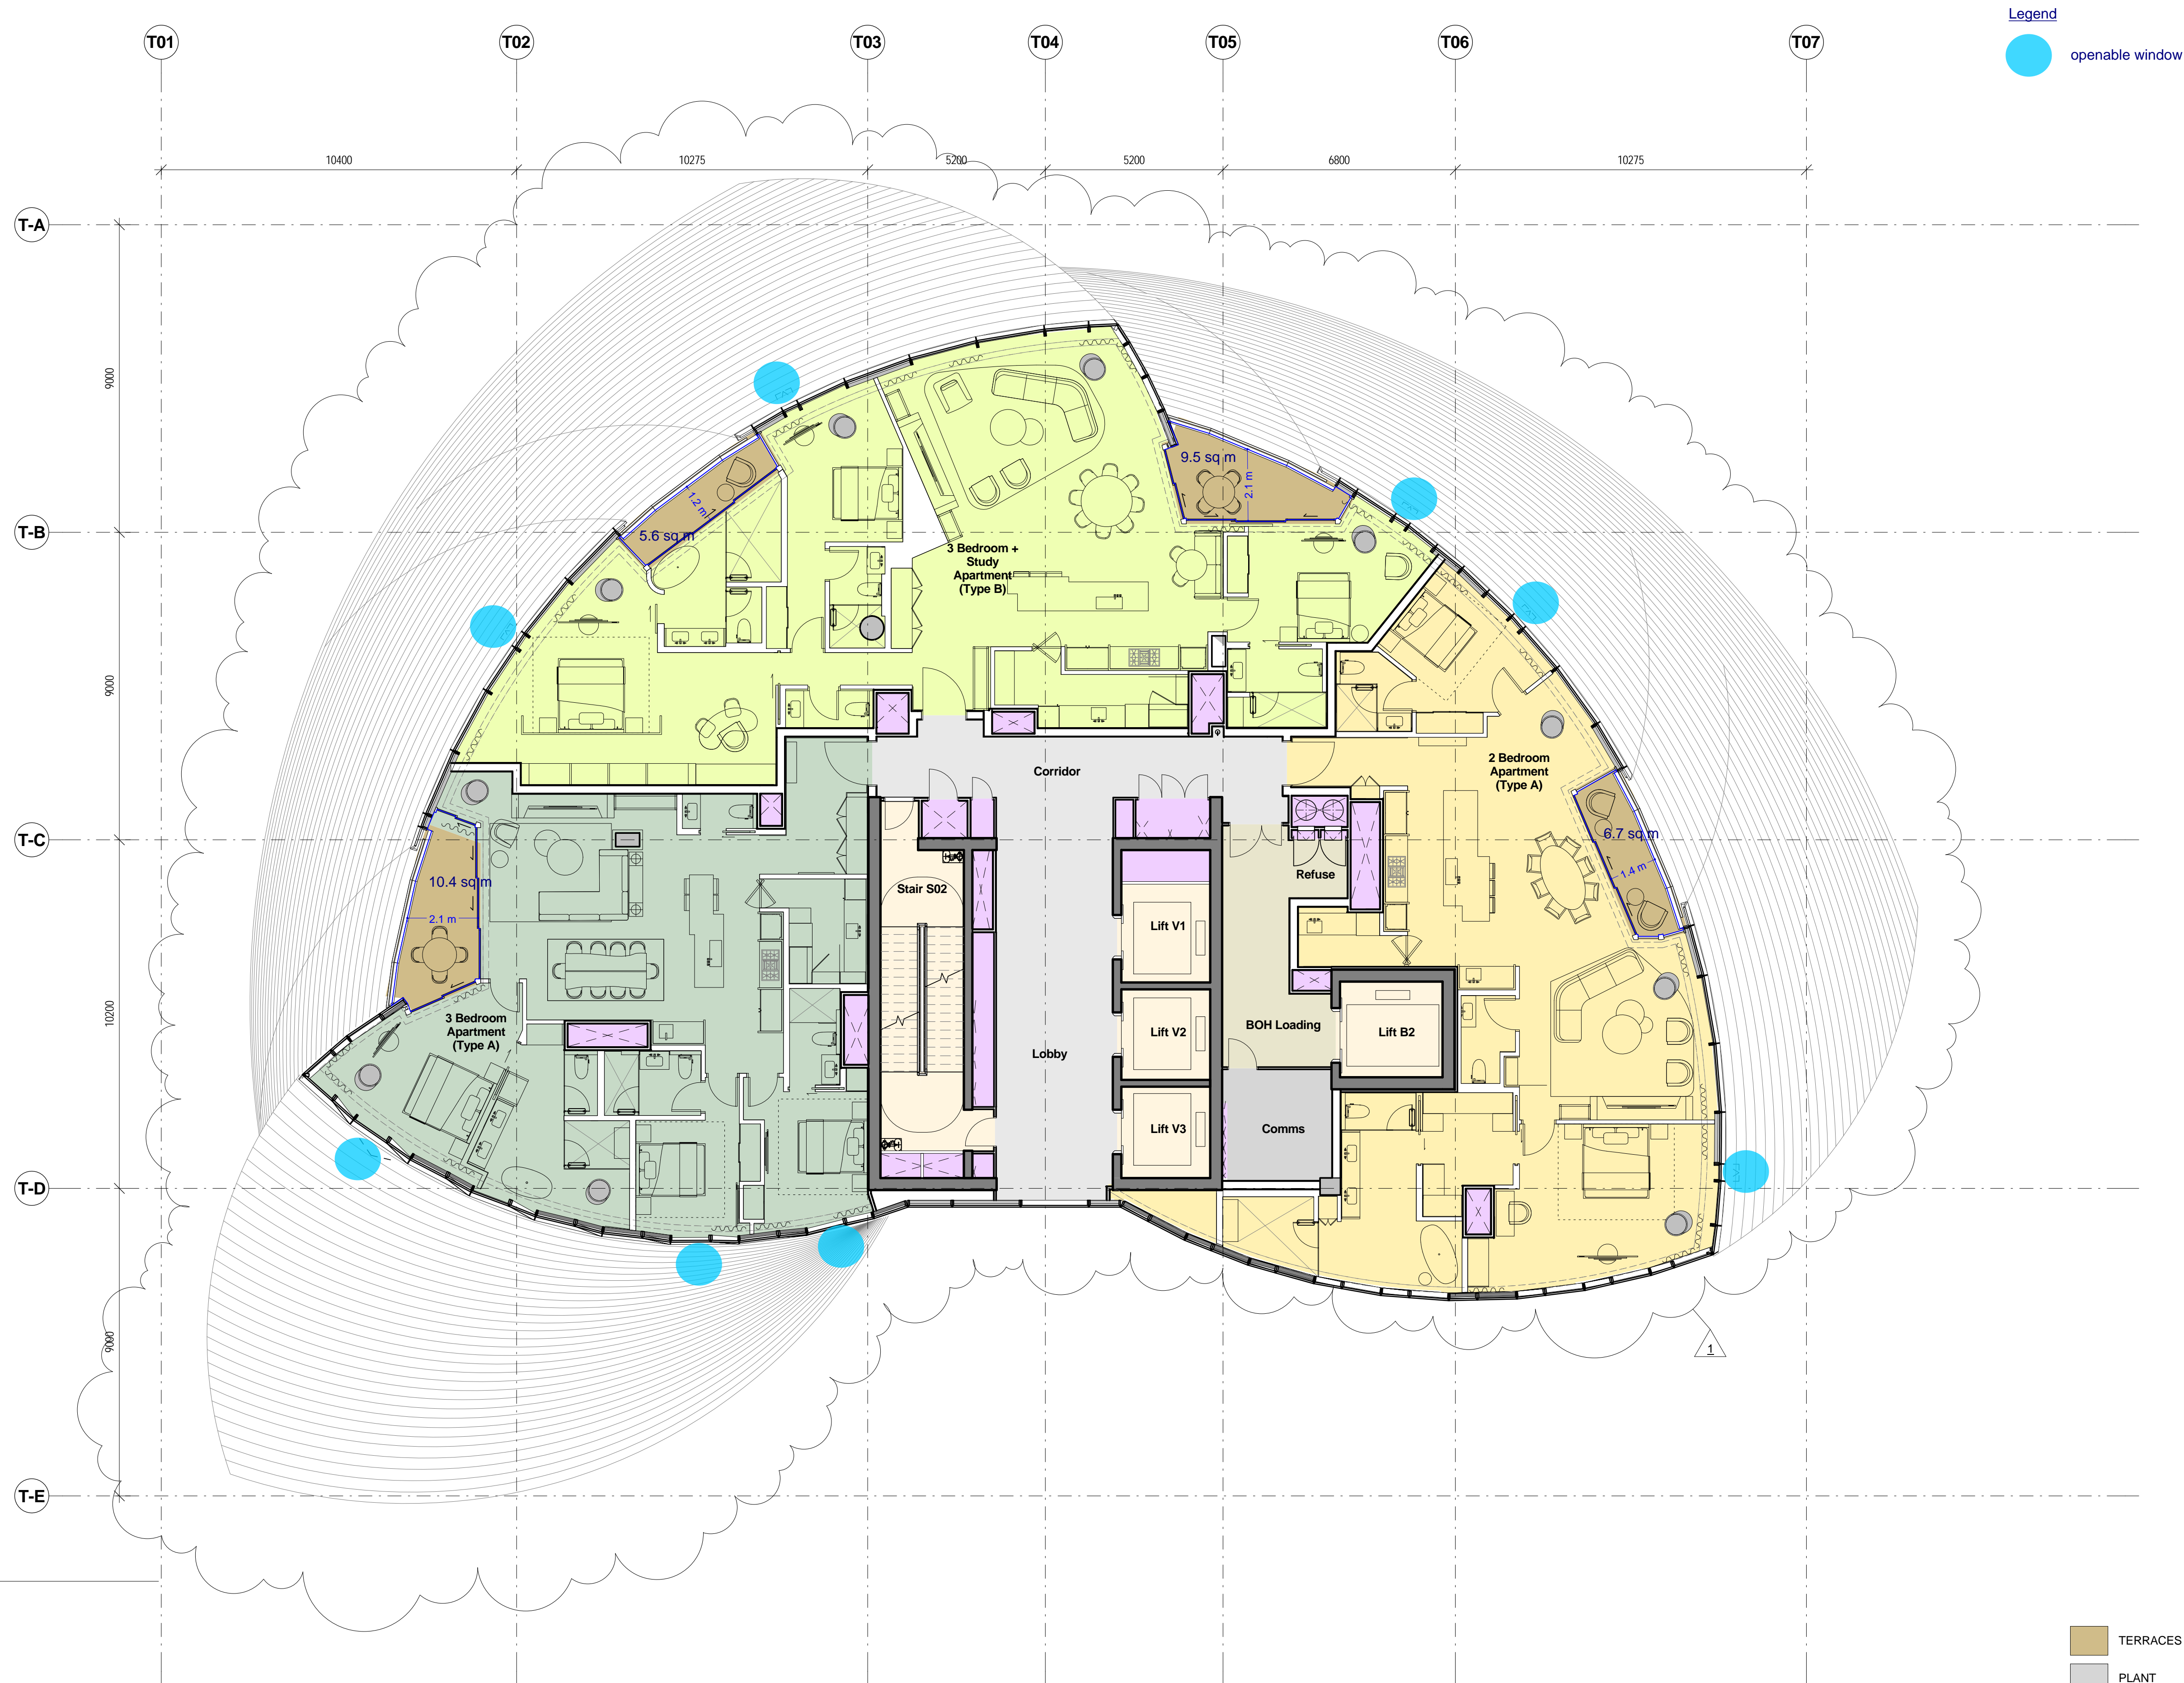 Legend
openable window
T01
T02
T03
T04
T05
T06
T07
10400
10275
5200
5200
6800
10275
T-A
9000
T-B
9000
T-C
10200
T-D
9000
T-E
9.5 sq m
2.1 m
1.2 m
5.6 sq m
3 Bedroom +
Study
Apartment
(Type B)
Corridor
2 Bedroom
Apartment
(Type A)
6.7 sq m
1.4 m
10.4 sq m
2.1 m
Stair S02
Refuse
Lift V1
3 Bedroom
Apartment
(Type A)
Lobby
Lift V2
BOH Loading
Lift B2
Lift V3
Comms
1
TERRACES
PLANT